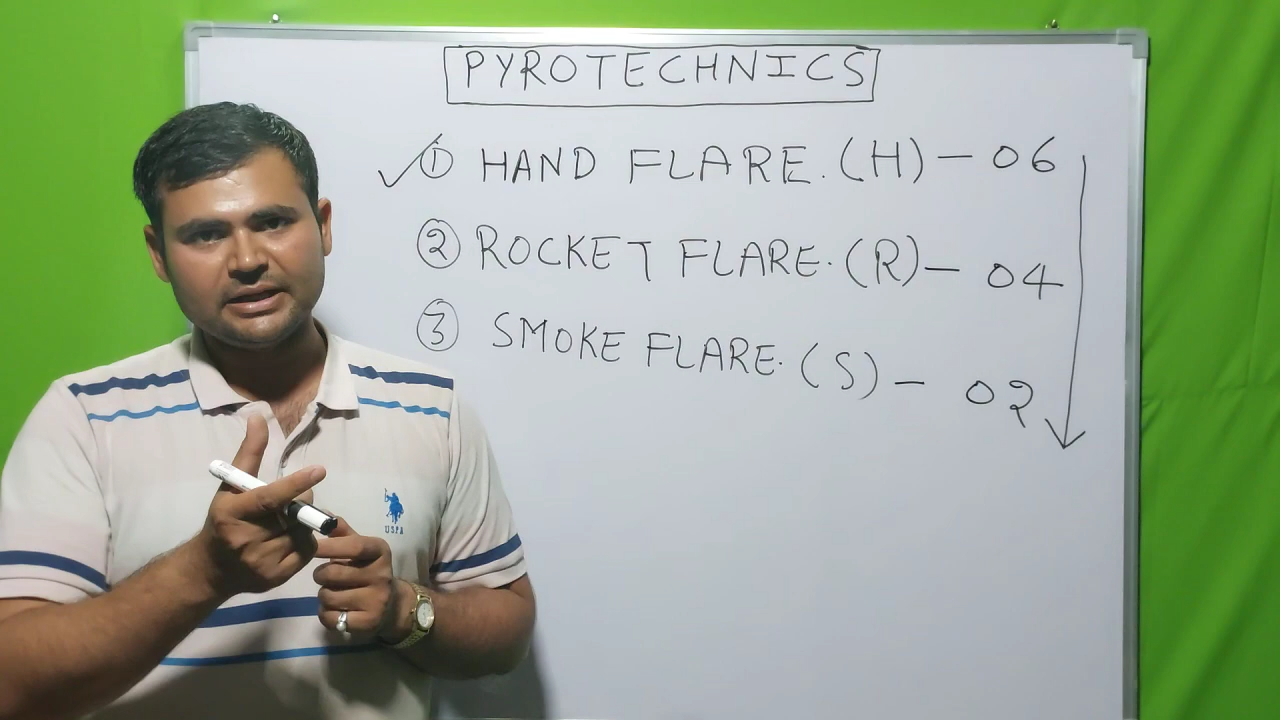 PYROTECHNICS
① HAND FLARE. (H) – 06
② ROCKET FLARE. (R) – 04
③ SMOKE FLARE. (S) – 02
USPA